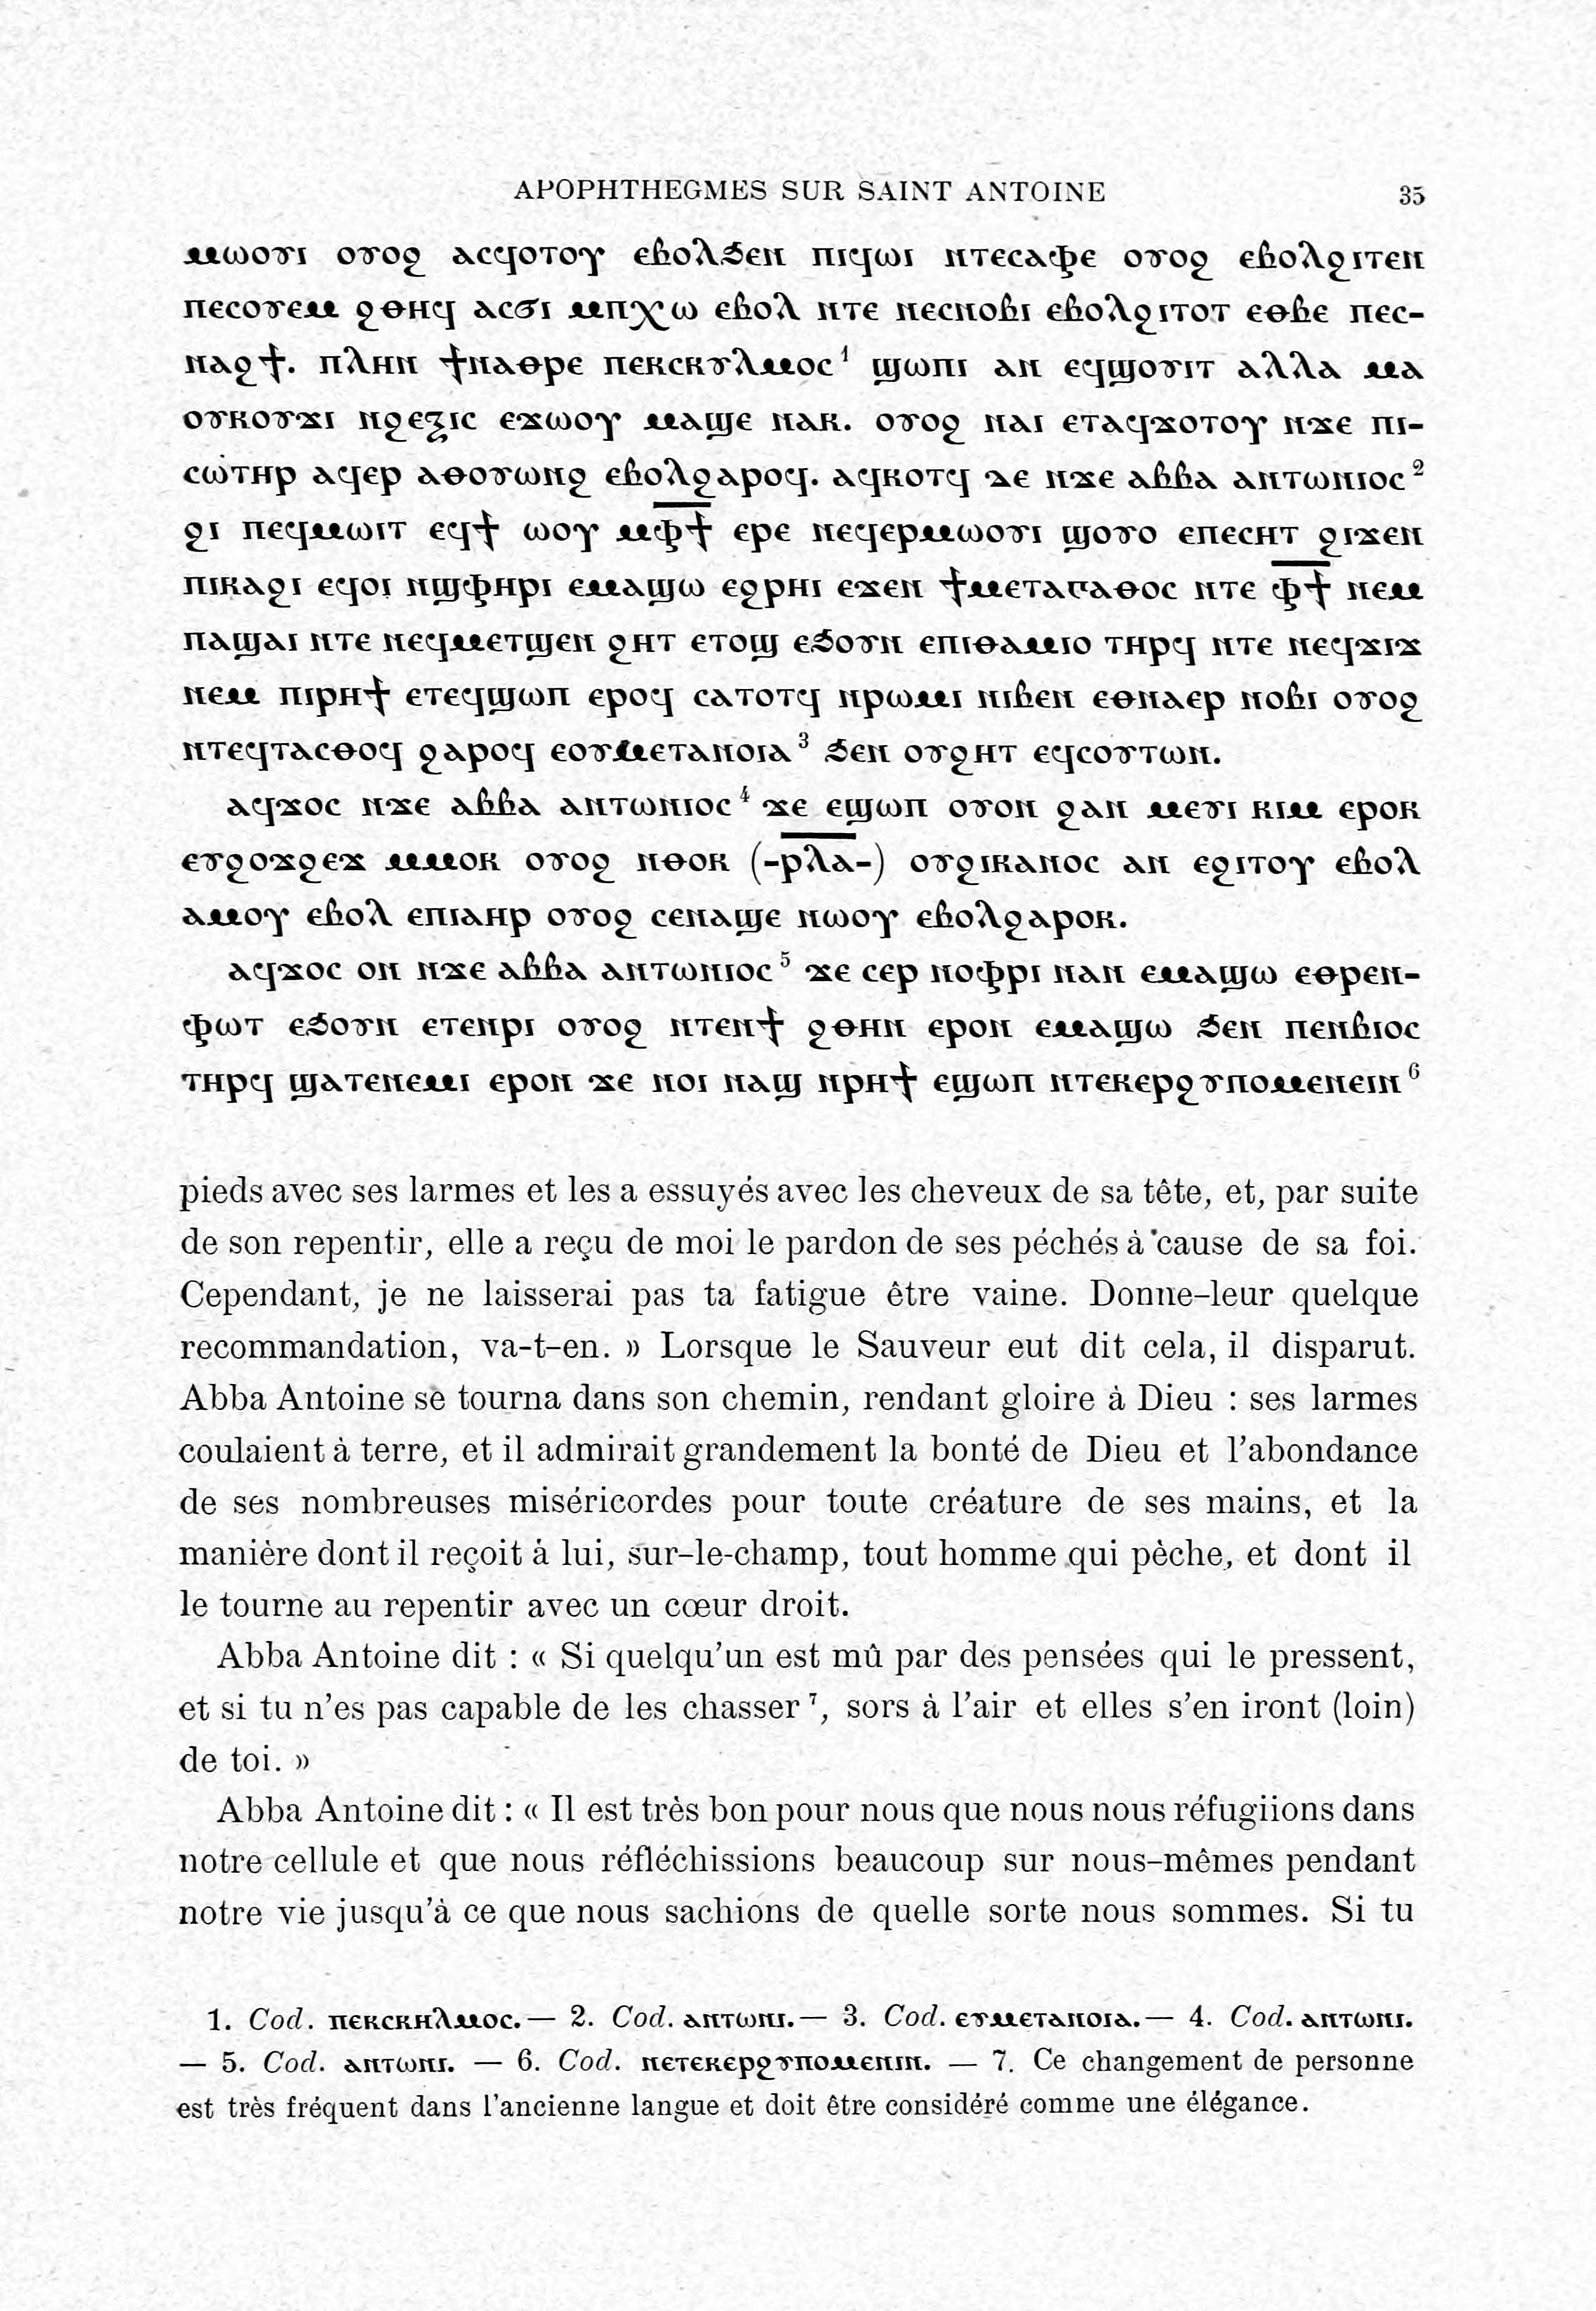 APOPHTHEGMES SUR SAINT ANTOINE 35
ⲙⲱⲟⲩⲓ ⲟⲩⲟϩ ⲁⲥϥⲟⲧⲟⲩ ⲉⲃⲟⲗϧⲉⲛ ⲡⲓϥⲱⲓ ⲛⲧⲉⲥⲁⲫⲉ ⲟⲩⲟϩ ⲉⲃⲟⲗϩⲓⲧⲉⲛ
ⲡⲉⲥⲟⲩⲉⲙ ϩⲑⲏϥ ⲁⲥϭⲓ ⲙⲡⲭⲱ ⲉⲃⲟⲗ ⲛⲧⲉ ⲛⲉⲥⲛⲟⲃⲓ ⲉⲃⲟⲗϩⲓⲧⲟⲧ ⲉⲑⲃⲉ ⲡⲉⲥ-
ⲛⲁϩϯ. ⲡⲗⲏⲛ ϯⲛⲁⲑⲣⲉ ⲡⲉⲕⲥⲕⲩⲗⲙⲟⲥ¹ ϣⲱⲡⲓ ⲁⲛ ⲉϥϣⲟⲩⲓⲧ ⲁⲗⲗⲁ ⲙⲁ
ⲟⲩⲕⲟⲩϫⲓ ⲛϩⲉⲝⲓⲥ ⲉϫⲱⲟⲩ ⲙⲁϣⲉ ⲛⲁⲕ. ⲟⲩⲟϩ ⲛⲁⲓ ⲉⲧⲁϥϫⲟⲧⲟⲩ ⲛϫⲉ ⲡⲓ-
ⲥⲱⲧⲏⲣ ⲁϥⲉⲣ ⲁⲑⲟⲩⲱⲛϩ ⲉⲃⲟⲗϩⲁⲣⲟϥ. ⲁϥⲕⲟⲧϥ ⲇⲉ ⲛϫⲉ ⲁⲃⲃⲁ ⲁⲛⲧⲱⲛⲓⲟⲥ²
ϩⲓ ⲡⲉϥⲙⲱⲓⲧ ⲉϥϯ ⲱⲟⲩ ⲙⲫ̅ϯ̅ ⲉⲣⲉ ⲛⲉϥⲉⲣⲙⲱⲟⲩⲓ ϣⲟⲩⲟ ⲉⲡⲉⲥⲏⲧ ϩⲓϫⲉⲛ
ⲡⲓⲕⲁϩⲓ ⲉϥⲟⲓ ⲛϣⲫⲏⲣⲓ ⲉⲙⲁϣⲱ ⲉϩⲣⲏⲓ ⲉϫⲉⲛ ϯⲙⲉⲧⲁⲅⲁⲑⲟⲥ ⲛⲧⲉ ⲫ̅ϯ̅ ⲛⲉⲙ
ⲡⲁϣⲁⲓ ⲛⲧⲉ ⲛⲉϥⲙⲉⲧϣⲉⲛ ϩⲏⲧ ⲉⲧⲟϣ ⲉϧⲟⲩⲛ ⲉⲡⲓⲑⲁⲙⲓⲟ ⲧⲏⲣϥ ⲛⲧⲉ ⲛⲉϥϫⲓϫ
ⲛⲉⲙ ⲡⲓⲣⲏϯ ⲉⲧⲉϥϣⲱⲡ ⲉⲣⲟϥ ⲥⲁⲧⲟⲧϥ ⲛⲣⲱⲙⲓ ⲛⲓⲃⲉⲛ ⲉⲑⲛⲁⲉⲣ ⲛⲟⲃⲓ ⲟⲩⲟϩ
ⲛⲧⲉϥⲧⲁⲥⲑⲟϥ ϩⲁⲣⲟϥ ⲉⲟⲩⲙⲉⲧⲁⲛⲟⲓⲁ³ ϧⲉⲛ ⲟⲩϩⲏⲧ ⲉϥⲥⲟⲩⲧⲱⲛ.
ⲁϥϫⲟⲥ ⲛϫⲉ ⲁⲃⲃⲁ ⲁⲛⲧⲱⲛⲓⲟⲥ⁴ ϫⲉ ⲉϣⲱⲡ ⲟⲩⲟⲛ ϩⲁⲛ ⲙⲉⲩⲓ ⲕⲓⲙ ⲉⲣⲟⲕ
ⲉⲩϩⲟϫϩⲉϫ ⲙⲙⲟⲕ ⲟⲩⲟϩ ⲛⲑⲟⲕ (-ⲣ̅ⲗ̅ⲁ̅-) ⲟⲩϩⲓⲕⲁⲛⲟⲥ ⲁⲛ ⲉϩⲓⲧⲟⲩ ⲉⲃⲟⲗ
ⲁⲙⲟⲩ ⲉⲃⲟⲗ ⲉⲡⲓⲁⲏⲣ ⲟⲩⲟϩ ⲥⲉⲛⲁϣⲉ ⲛⲱⲟⲩ ⲉⲃⲟⲗϩⲁⲣⲟⲕ.
ⲁϥϫⲟⲥ ⲟⲛ ⲛϫⲉ ⲁⲃⲃⲁ ⲁⲛⲧⲱⲛⲓⲟⲥ⁵ ϫⲉ ⲥⲉⲣ ⲛⲟϥⲣⲓ ⲛⲁⲛ ⲉⲙⲁϣⲱ ⲉⲑⲣⲉⲛ-
ⲫⲱⲧ ⲉϧⲟⲩⲛ ⲉⲧⲉⲛⲣⲓ ⲟⲩⲟϩ ⲛⲧⲉⲛϯ ϩⲑⲏⲛ ⲉⲣⲟⲛ ⲉⲙⲁϣⲱ ϧⲉⲛ ⲡⲉⲛⲃⲓⲟⲥ
ⲧⲏⲣϥ ϣⲁⲧⲉⲛⲉⲙⲓ ⲉⲣⲟⲛ ϫⲉ ⲛⲟⲓ ⲛⲁϣ ⲛⲣⲏϯ ⲉϣⲱⲡ ⲛⲧⲉⲕⲉⲣϩⲩⲡⲟⲙⲉⲛⲉⲓⲛ⁶
pieds avec ses larmes et les a essuyés avec les cheveux de sa tête, et, par suite
de son repentir, elle a reçu de moi le pardon de ses péchés à cause de sa foi.
Cependant, je ne laisserai pas ta fatigue être vaine. Donne-leur quelque
recommandation, va-t-en. » Lorsque le Sauveur eut dit cela, il disparut.
Abba Antoine se tourna dans son chemin, rendant gloire à Dieu : ses larmes
coulaient à terre, et il admirait grandement la bonté de Dieu et l'abondance
de ses nombreuses miséricordes pour toute créature de ses mains, et la
manière dont il reçoit à lui, sur-le-champ, tout homme qui pèche, et dont il
le tourne au repentir avec un cœur droit.
Abba Antoine dit : « Si quelqu'un est mû par des pensées qui le pressent,
et si tu n'es pas capable de les chasser⁷, sors à l'air et elles s'en iront (loin)
de toi. »
Abba Antoine dit : « Il est très bon pour nous que nous nous réfugiions dans
notre cellule et que nous réfléchissions beaucoup sur nous-mêmes pendant
notre vie jusqu'à ce que nous sachions de quelle sorte nous sommes. Si tu
1. Cod. ⲡⲉⲕⲥⲕⲏⲗⲙⲟⲥ. — 2. Cod. ⲁⲛⲧⲱⲛⲓ. — 3. Cod. ⲉⲩⲙⲉⲧⲁⲛⲟⲓⲁ. — 4. Cod. ⲁⲛⲧⲱⲛⲓ.
— 5. Cod. ⲁⲛⲧⲱⲛⲓ. — 6. Cod. ⲛⲉⲧⲉⲕⲉⲣϩⲩⲡⲟⲙⲉⲛⲓⲛ. — 7. Ce changement de personne
est très fréquent dans l'ancienne langue et doit être considéré comme une élégance.